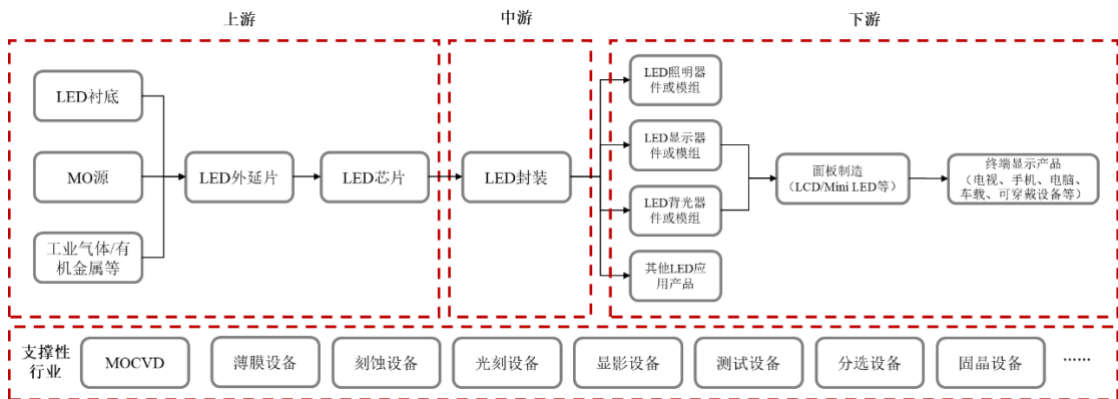 上游
中游
下游
LED衬底
MO源
工业气体/有
机金属等
LED外延片
LED芯片
LED封装
LED照明器
件或模组
LED显示器
件或模组
LED背光器
件或模组
其他LED应
用产品
面板制造
（LCD/Mini LED等）
终端显示产品
（电视、手机、电脑、
车载、可穿戴设备等）
支撑性
行业
MOCVD
薄膜设备
刻蚀设备
光刻设备
显影设备
测试设备
分选设备
固晶设备
……